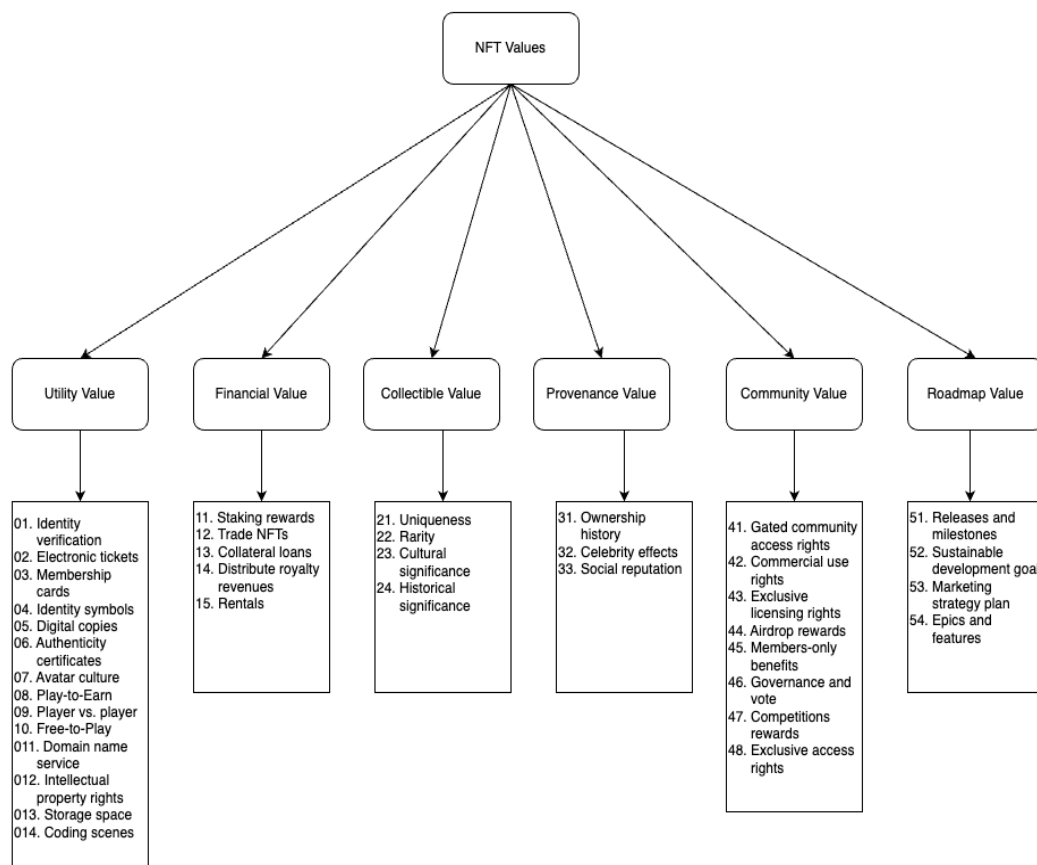 NFT Values
Utility Value
Financial Value
Collectible Value
Provenance Value
Community Value
Roadmap Value
01. Identity
verification
02. Electronic tickets
03. Membership
cards
04. Identity symbols
05. Digital copies
06. Authenticity
certificates
07. Avatar culture
08. Play-to-Earn
09. Player vs. player
10. Free-to-Play
011. Domain name
service
012. Intellectual
property rights
013. Storage space
014. Coding scenes
11. Staking rewards
12. Trade NFTs
13. Collateral loans
14. Distribute royalty
revenues
15. Rentals
21. Uniqueness
22. Rarity
23. Cultural
significance
24. Historical
significance
31. Ownership
history
32. Celebrity effects
33. Social reputation
41. Gated community
access rights
42. Commercial use
rights
43. Exclusive
licensing rights
44. Airdrop rewards
45. Members-only
benefits
46. Governance and
vote
47. Competitions
rewards
48. Exclusive access
rights
51. Releases and
milestones
52. Sustainable
development goal
53. Marketing
strategy plan
54. Epics and
features